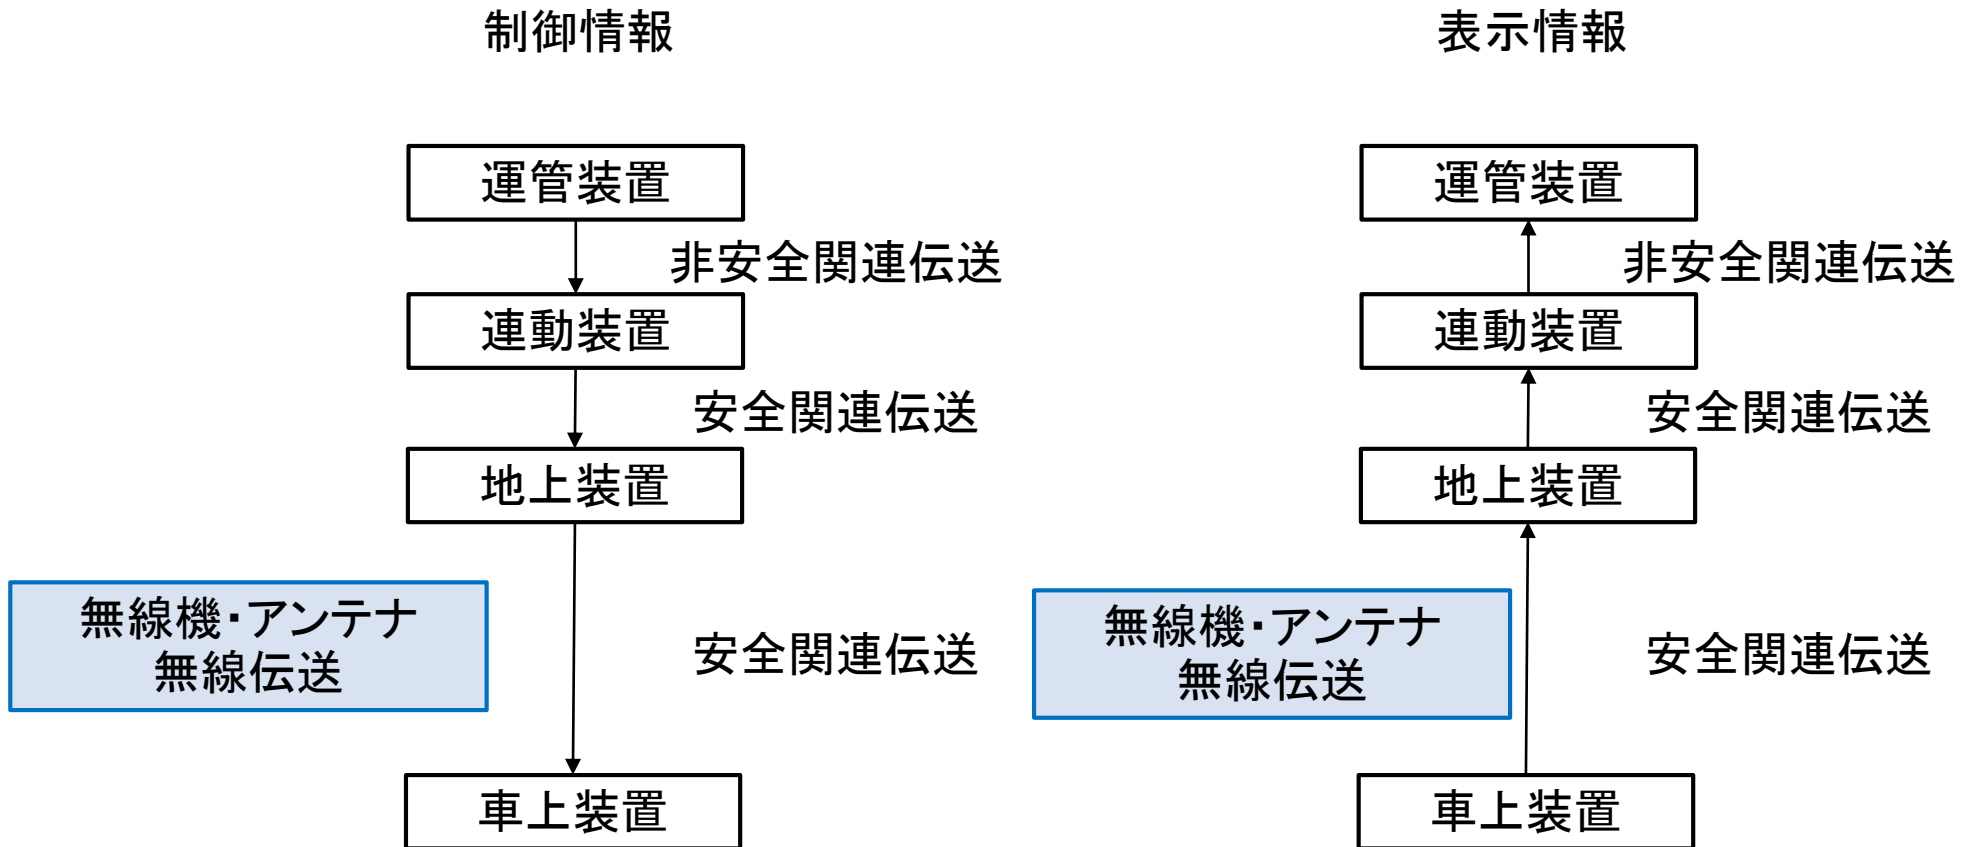 制御情報
運管装置
非安全関連伝送
連動装置
安全関連伝送
地上装置
無線機・アンテナ
無線伝送
安全関連伝送
車上装置
表示情報
運管装置
非安全関連伝送
連動装置
安全関連伝送
地上装置
無線機・アンテナ
無線伝送
安全関連伝送
車上装置